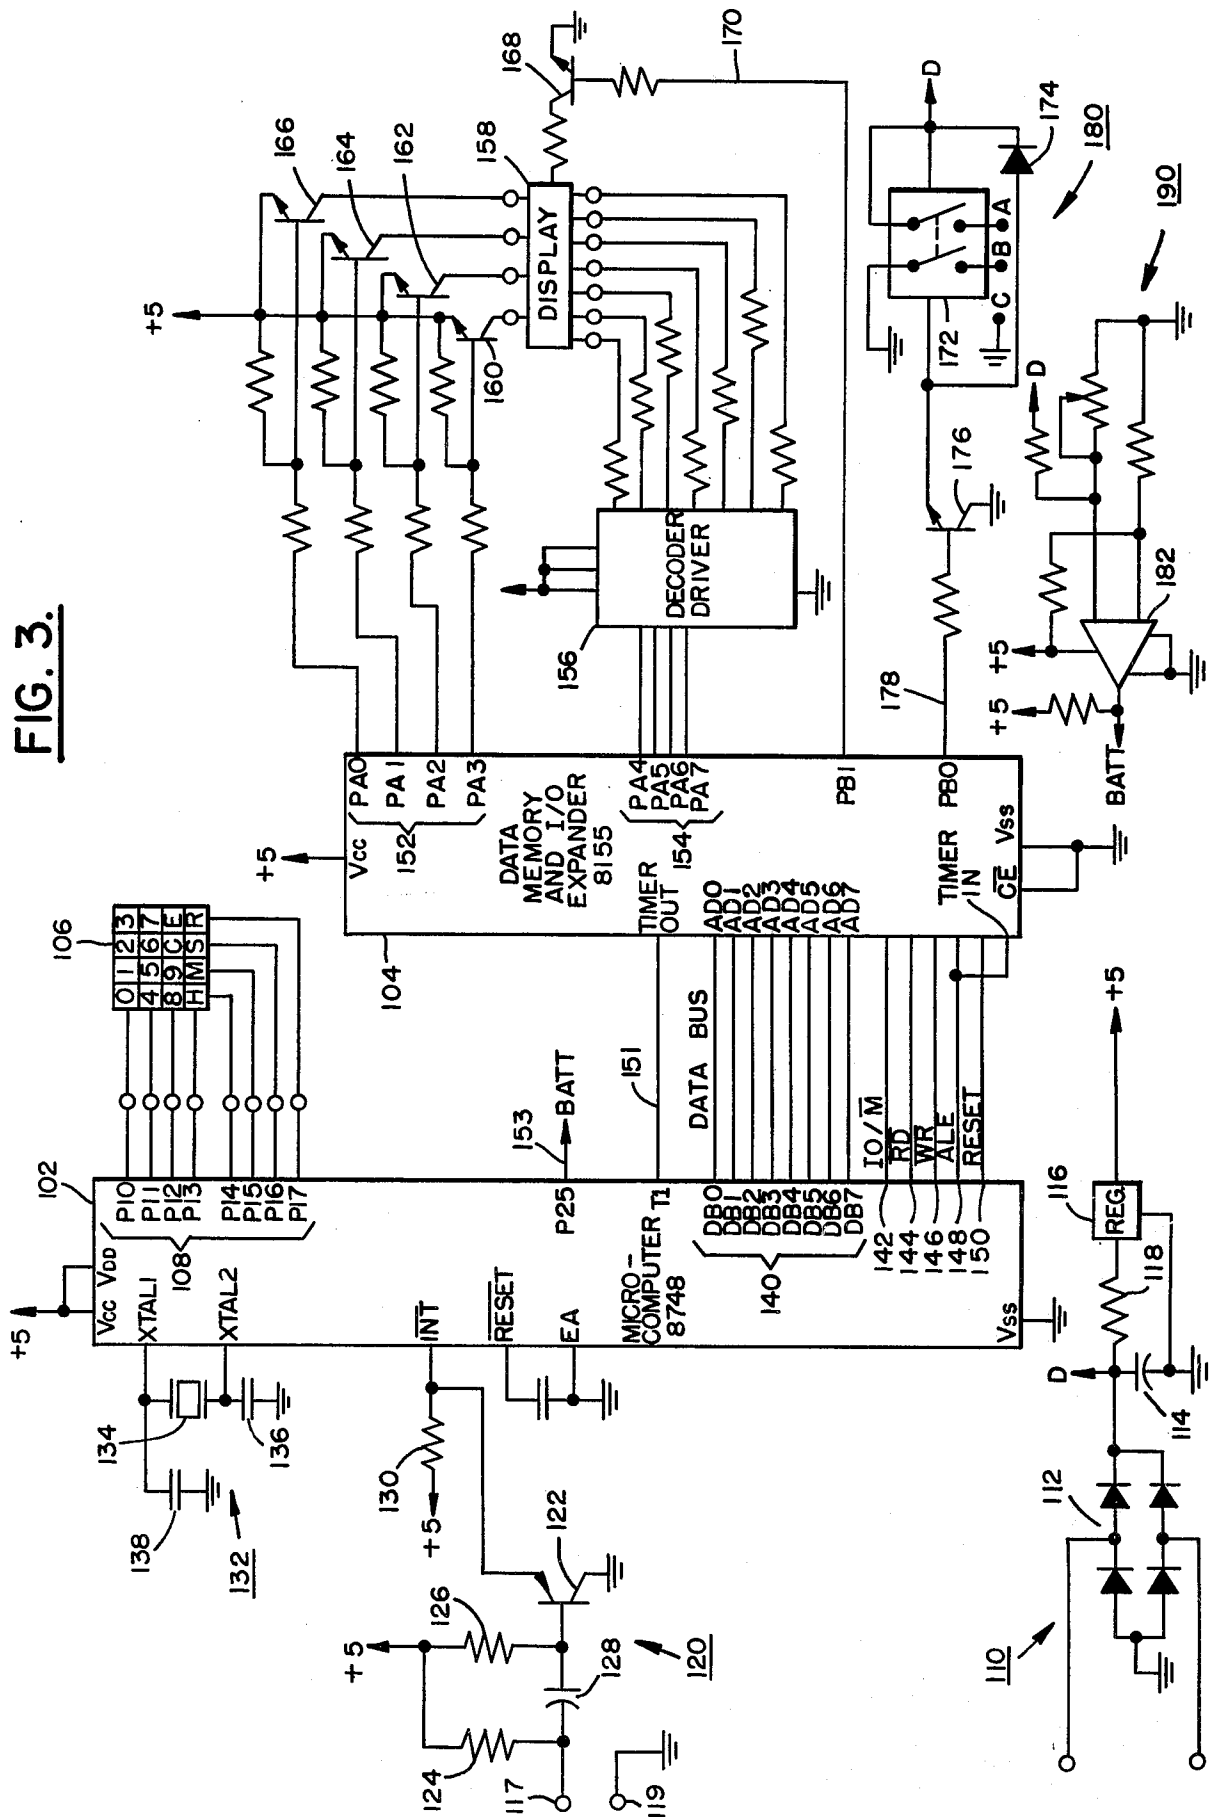 FIG. 3.
+5
VCC VDD
102
XTAL1
XTAL2
134
136
138
132
P10
P11
P12
P13
P14
P15
P16
P17
108
106
0 1 2 3
4 5 6 7
8 9 C E
H M S R
INT
RESET
EA
130
+5
122
+5
126
124
128
120
117
119
MICRO-
COMPUTER
8748
P25
153
BATT
T1
151
DATA BUS
DB0
DB1
DB2
DB3
DB4
DB5
DB6
DB7
140
142
144
146
148
150
IO/M
RD
WR
ALE
RESET
VSS
+5
VCC
104
DATA
MEMORY
AND I/O
EXPANDER
8155
TIMER
OUT
AD0
AD1
AD2
AD3
AD4
AD5
AD6
AD7
TIMER
IN
CE
VSS
PA0
PA1
PA2
PA3
152
PA4
PA5
PA6
PA7
154
PB1
PB0
+5
166
164
162
160
158
DISPLAY
168
170
156
DECODER
DRIVER
178
176
172
A
B
C
D
174
180
190
D
+5
+5
182
BATT
110
112
D
114
118
116
REG.
+5